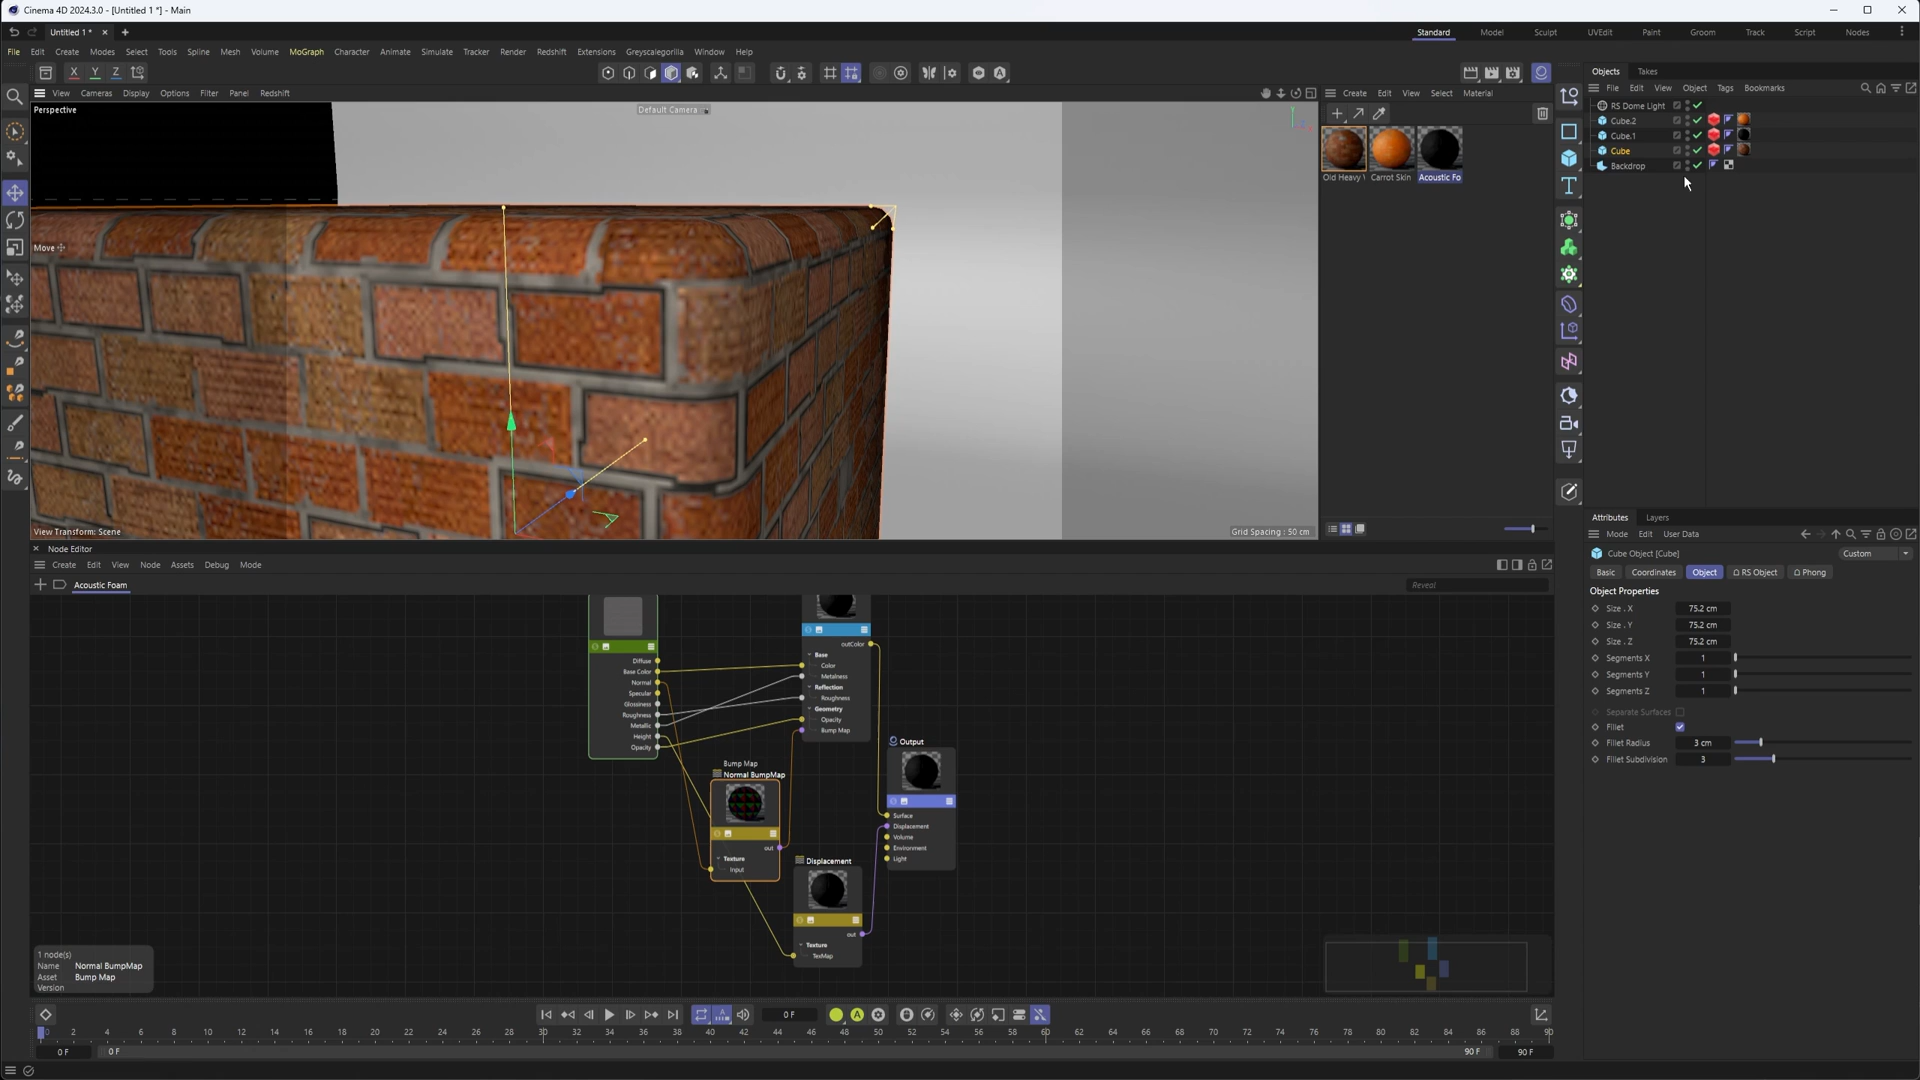 Cinema 4D 2024.3.0 - [Untitled 1 *] - Main
Untitled 1 *
Standard Model Sculpt UVEdit Paint Groom Track Script Nodes
File Edit Create Modes Select Tools Spline Mesh Volume MoGraph Character Animate Simulate Tracker Render Redshift Extensions Greyscalegorilla Window Help
X Y Z
Objects Takes
View Cameras Display Options Filter Panel Redshift
Create Edit View Select Material
File Edit View Object Tags Bookmarks
Perspective
Default Camera
Move
View Transform: Scene
Grid Spacing : 50 cm
Old Heavy
Carrot Skin
Acoustic Fo
RS Dome Light
Cube.2
Cube.1
Cube
Backdrop
Attributes Layers
Mode Edit User Data
Cube Object [Cube]
Custom
Basic Coordinates Object RS Object Phong
Object Properties
Size . X 75.2 cm
Size . Y 75.2 cm
Size . Z 75.2 cm
Segments X 1
Segments Y 1
Segments Z 1
Separate Surfaces
Fillet
Fillet Radius 3 cm
Fillet Subdivision 3
Node Editor
Create Edit View Node Assets Debug Mode
Acoustic Foam
Reveal
Diffuse
Base Color
Normal
Specular
Glossiness
Roughness
Metallic
Height
Opacity
outColor
Base
Color
Metalness
Reflection
Roughness
Geometry
Opacity
Bump Map
Bump Map
Normal BumpMap
out
Texture
Input
Displacement
out
Texture
TexMap
Output
Surface
Displacement
Volume
Environment
Light
1 node(s)
Name Normal BumpMap
Asset Bump Map
Version
0 F
0 2 4 6 8 10 12 14 16 18 20 22 24 26 28 30 32 34 36 38 40 42 44 46 48 50 52 54 56 58 60 62 64 66 68 70 72 74 76 78 80 82 84 86 88 90
0 F 0 F 90 F 90 F